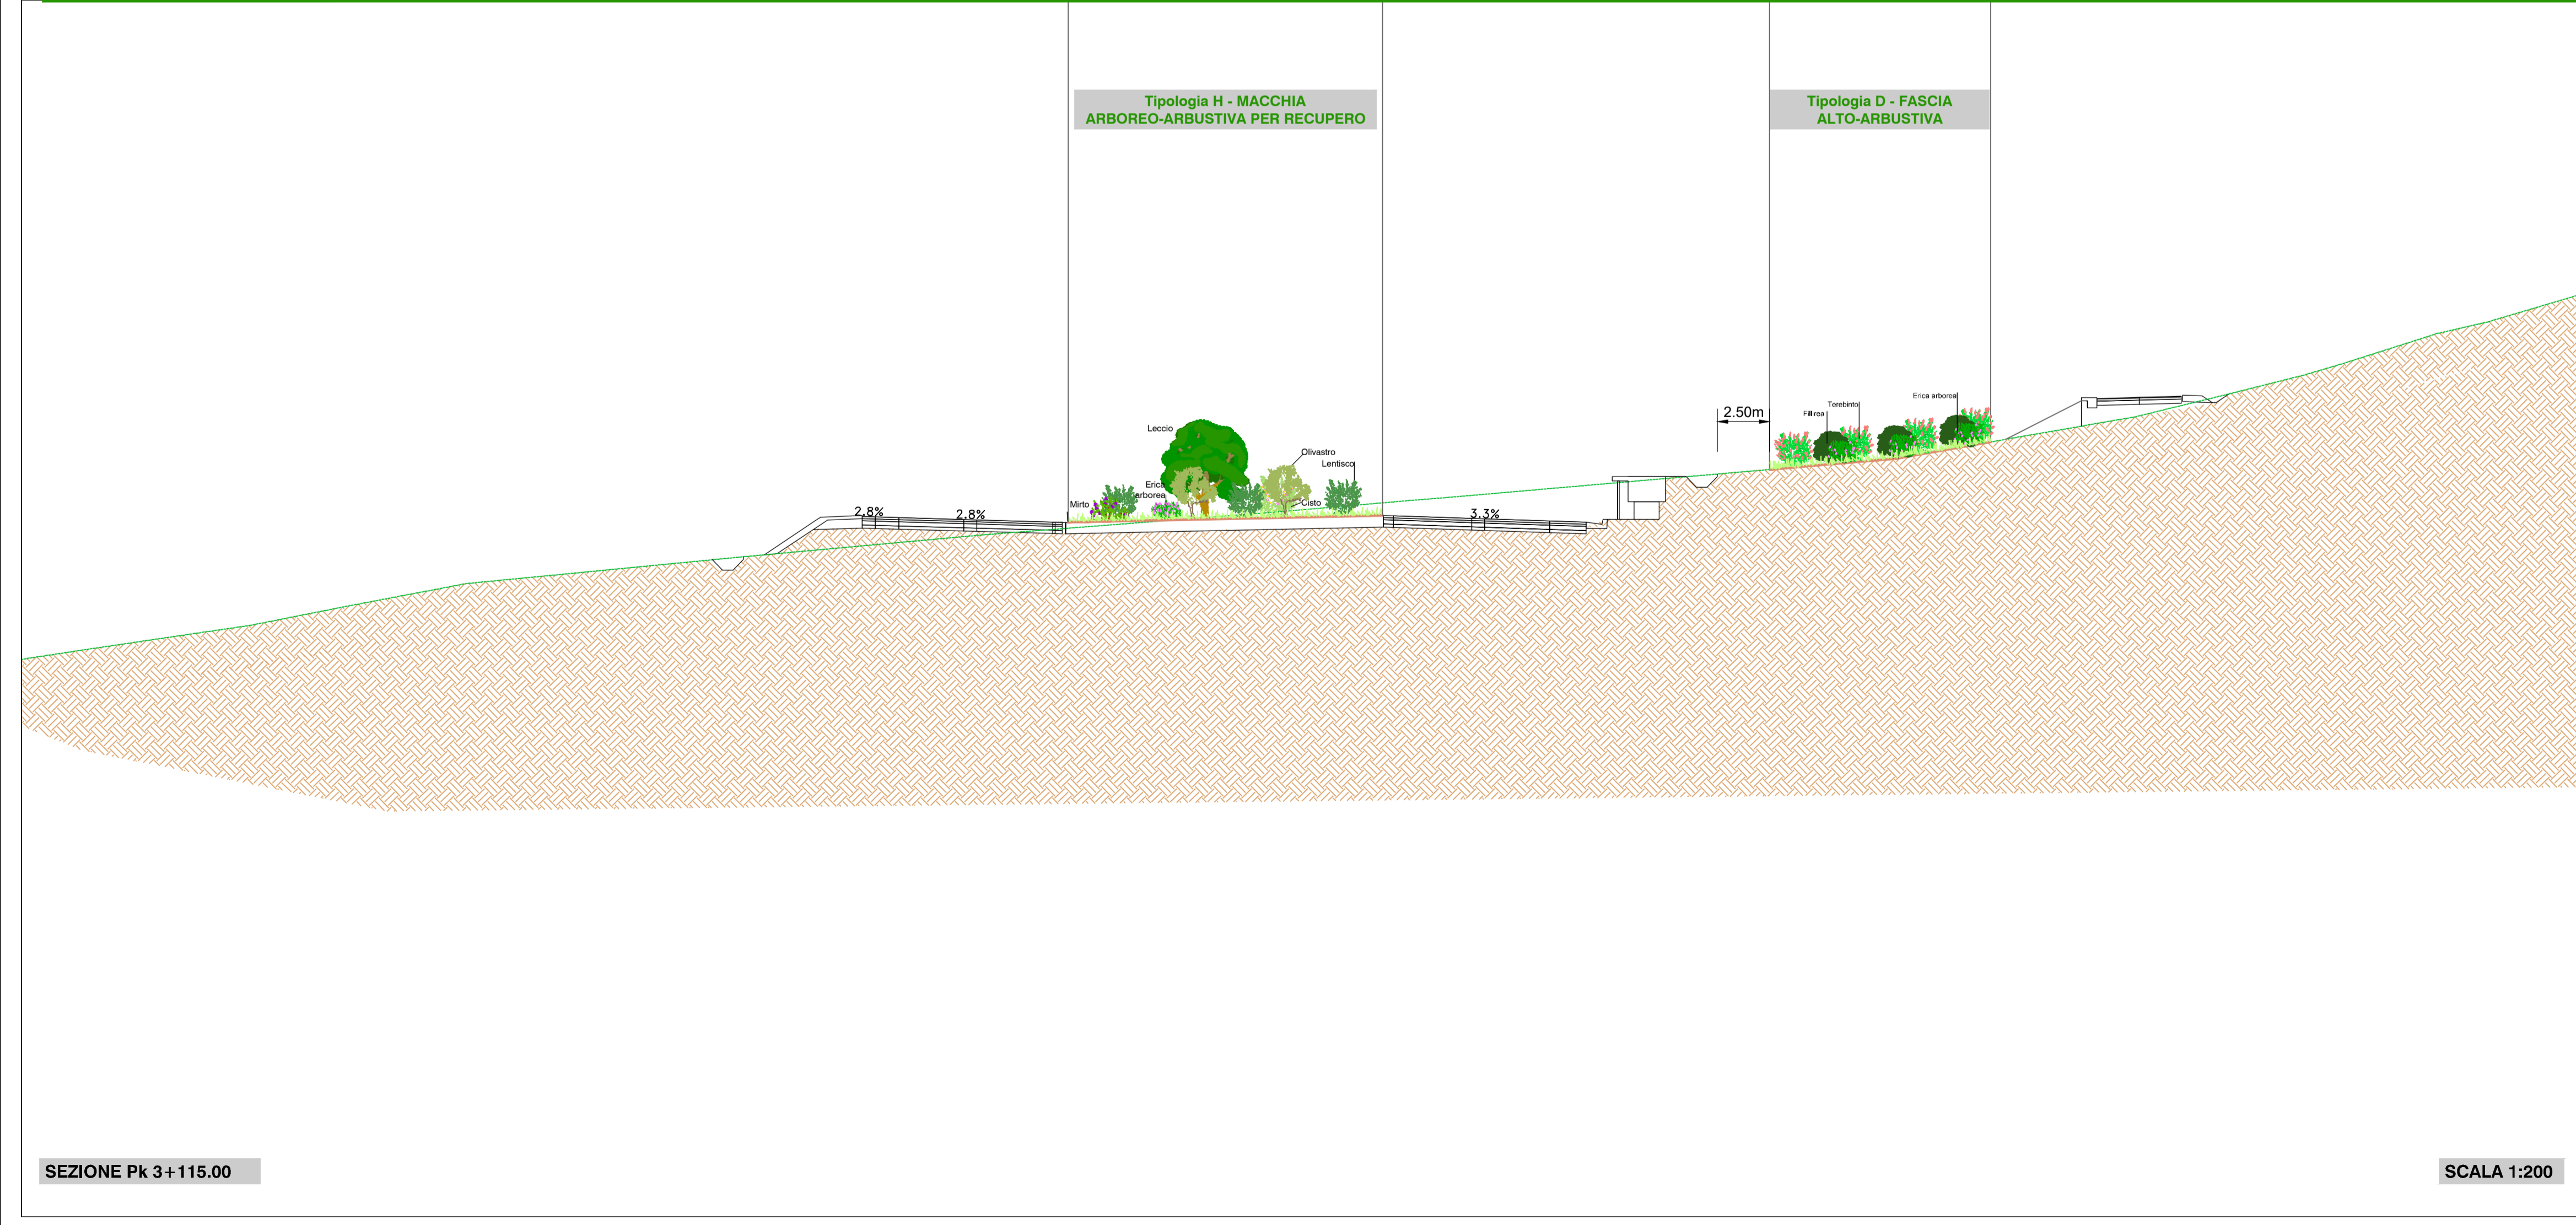 Tipologia H - MACCHIA
ARBOREO-ARBUSTIVA PER RECUPERO
Tipologia D - FASCIA
ALTO-ARBUSTIVA
2.50m
Erica arborea
Terebinto
Leccio
Olivastro
Lentisco
Erica
arborea
Mirto
Cisto
2.8%
2.8%
3.3%
SEZIONE Pk 3+115.00
SCALA 1:200